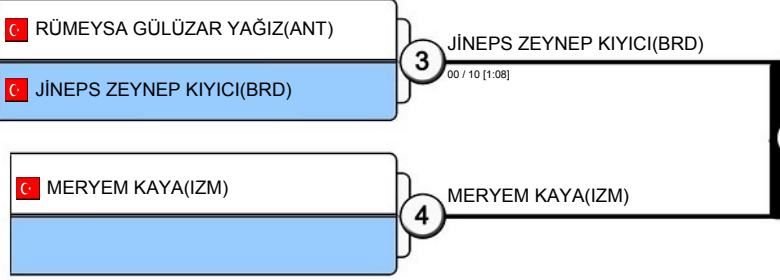 RÜMEYSA GÜLÜZAR YAĞIZ(ANT)
3
JİNEPS ZEYNEP KIYICI(BRD)
00 / 10 [1:08]
JİNEPS ZEYNEP KIYICI(BRD)
MERYEM KAYA(IZM)
4
MERYEM KAYA(IZM)